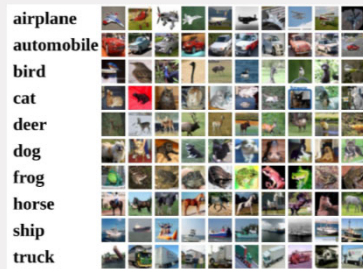 airplane
automobile
bird
cat
deer
dog
frog
horse
ship
truck